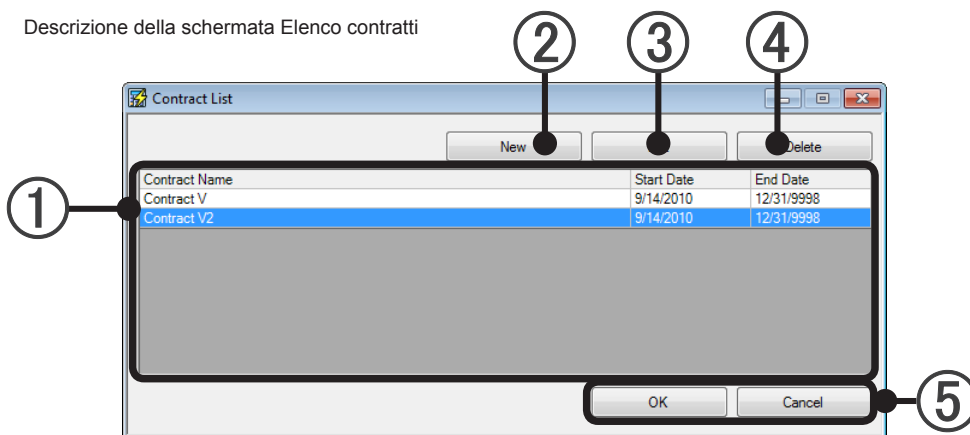 Descrizione della schermata Elenco contratti
② ③ ④
Contract List
New Delete
①
Contract Name Start Date End Date
Contract V 9/14/2010 12/31/9998
Contract V2 9/14/2010 12/31/9998
OK Cancel
⑤